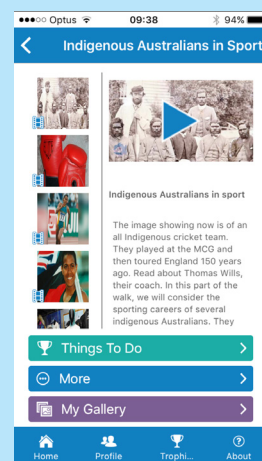 Optus 09:38 94%
Indigenous Australians in Sport
Indigenous Australians in sport
The image showing now is of an
all Indigenous cricket team.
They played at the MCG and
then toured England 150 years
ago. Read about Thomas Wills,
their coach. In this part of the
walk, we will consider the
sporting careers of several
indigenous Australians. They
Things To Do
More
My Gallery
Home Profile Trophi... About